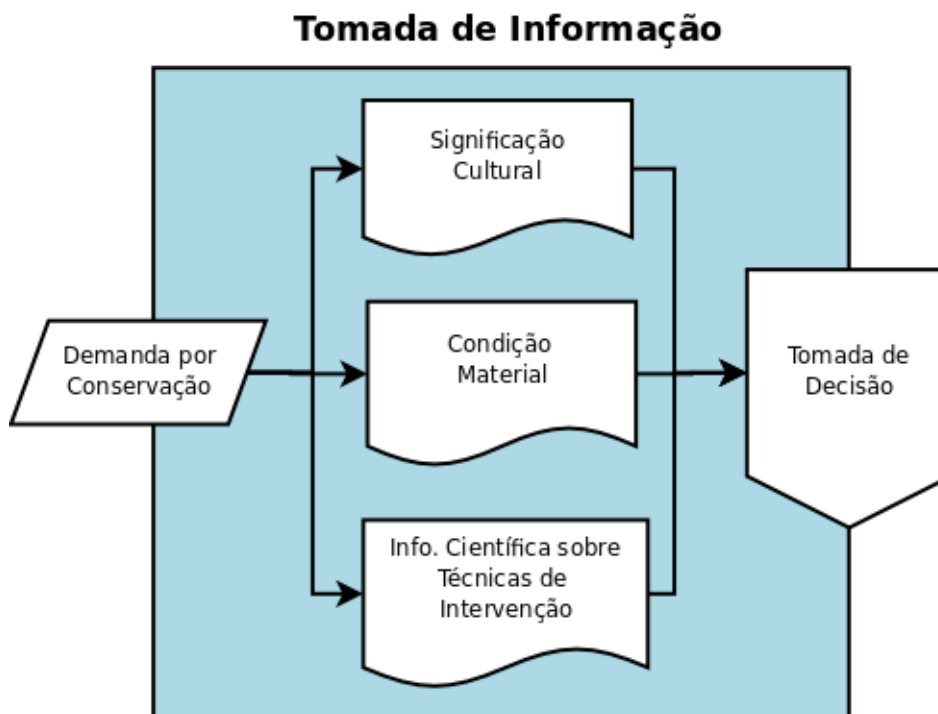 Tomada de Informação
Significação
Cultural
Demanda por
Conservação
Condição
Material
Tomada de
Decisão
Info. Científica sobre
Técnicas de
Intervenção